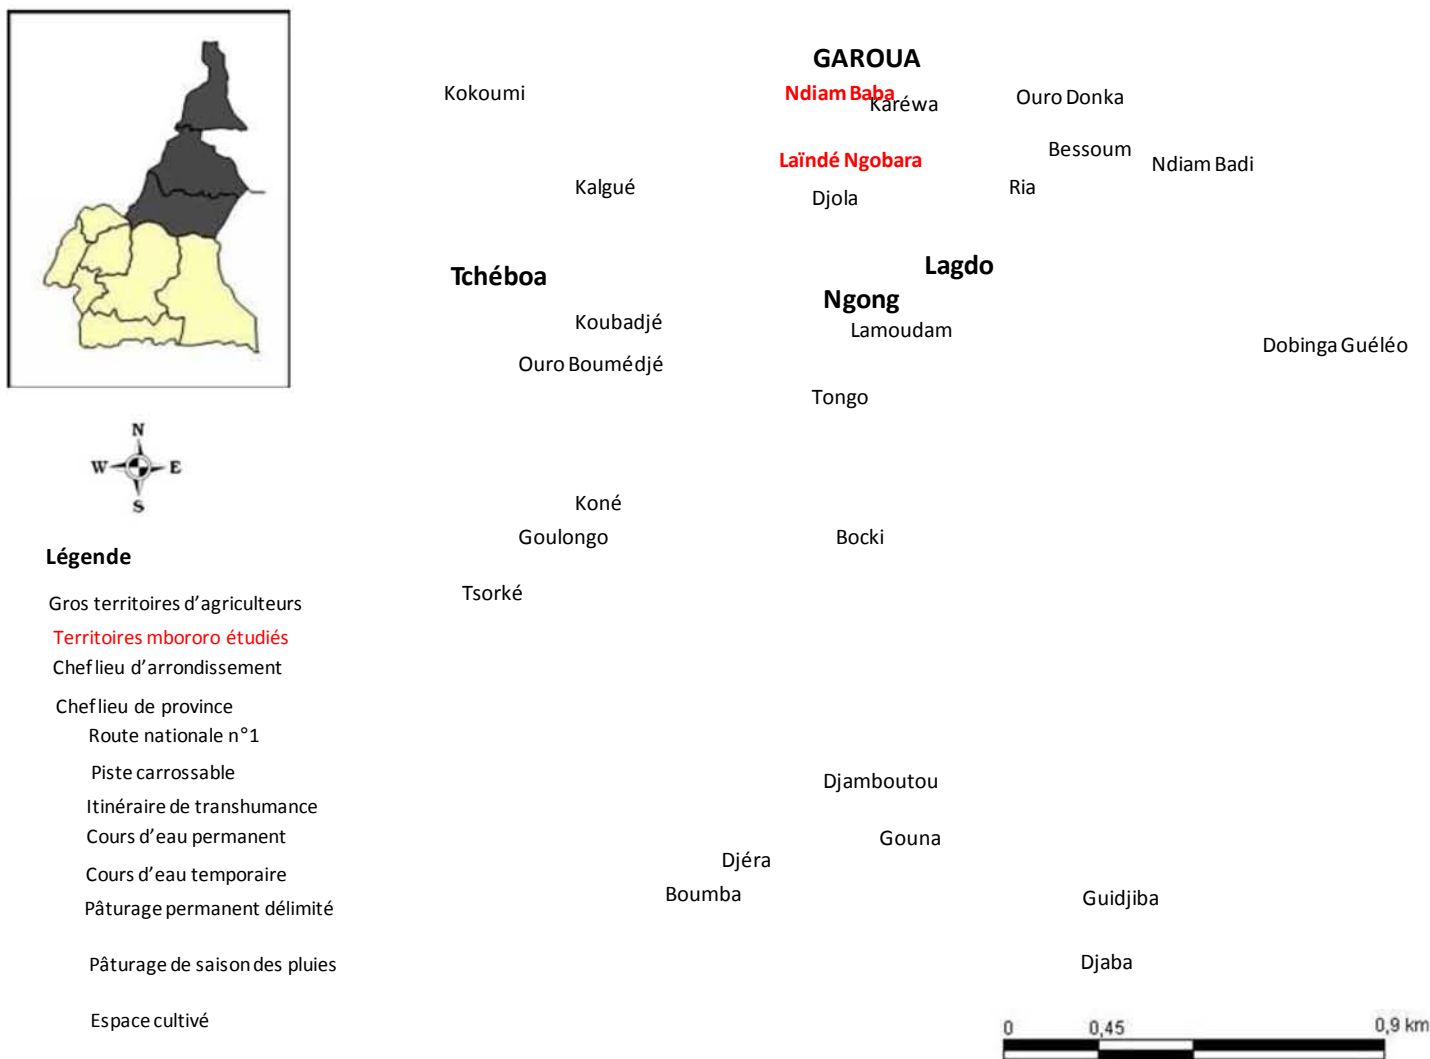 GAROUA
Kokoumi
Ndiam Baba
Karéwa
Ouro Donka
Bessoum
Laïndé Ngobara
Ndiam Badi
Kalgué
Ria
Djola
Lagdo
Tchéboa
Ngong
Koubadjé
Lamoudam
Dobinga Guéléo
Ouro Boumédjé
Tongo
N
W E
S
Koné
Goulongo
Bocki
Tsorké
Légende
Gros territoires d’agriculteurs
Territoires mbororo étudiés
Chef lieu d’arrondissement
Chef lieu de province
Route nationale n°1
Piste carrossable
Itinéraire de transhumance
Cours d’eau permanent
Cours d’eau temporaire
Pâturage permanent délimité
Pâturage de saison des pluies
Espace cultivé
Djamboutou
Gouna
Djéra
Boumba
Guidjiba
Djaba
0 0,45 0,9 km